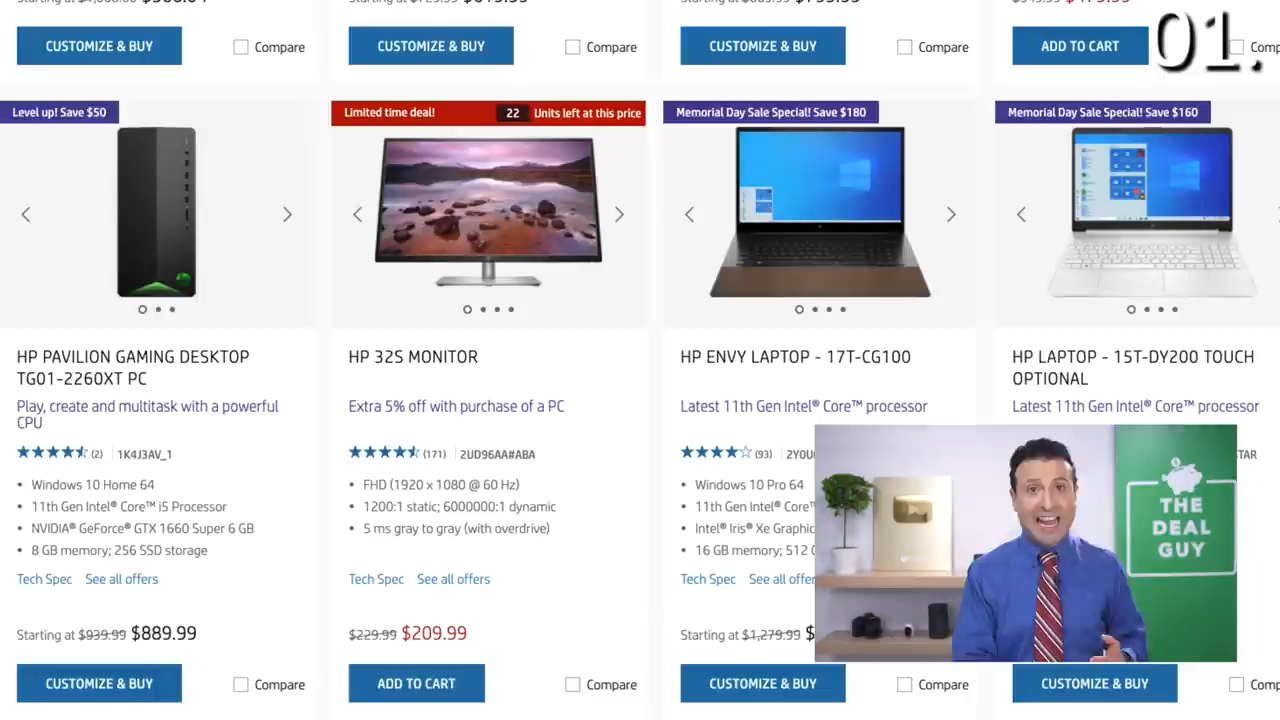 CUSTOMIZE & BUY
Compare
CUSTOMIZE & BUY
Compare
CUSTOMIZE & BUY
Compare
ADD TO CART
01.
Level up! Save $50
Limited time deal!
22
Units left at this price
Memorial Day Sale Special! Save $180
Memorial Day Sale Special! Save $160
HP PAVILION GAMING DESKTOP
TG01-2260XT PC
Play, create and multitask with a powerful
CPU
(2)
1K4J3AV_1
• Windows 10 Home 64
• 11th Gen Intel® Core™ i5 Processor
• NVIDIA® GeForce® GTX 1660 Super 6 GB
• 8 GB memory; 256 SSD storage
Tech Spec See all offers
Starting at $939.99 $889.99
CUSTOMIZE & BUY
Compare
HP 32S MONITOR
Extra 5% off with purchase of a PC
(171)
2UD96AA#ABA
• FHD (1920 x 1080 @ 60 Hz)
• 1200:1 static; 6000000:1 dynamic
• 5 ms gray to gray (with overdrive)
Tech Spec See all offers
$229.99 $209.99
ADD TO CART
Compare
HP ENVY LAPTOP - 17T-CG100
Latest 11th Gen Intel® Core™ processor
(93)
• Windows 10 Pro 64
• 11th Gen Intel® Core™
• Intel® Iris® Xe Graphic
• 16 GB memory; 512
Tech Spec See all offer
Starting at $1,279.99 $
CUSTOMIZE & BUY
Compare
HP LAPTOP - 15T-DY200 TOUCH
OPTIONAL
Latest 11th Gen Intel® Core™ processor
THE
DEAL
GUY
CUSTOMIZE & BUY